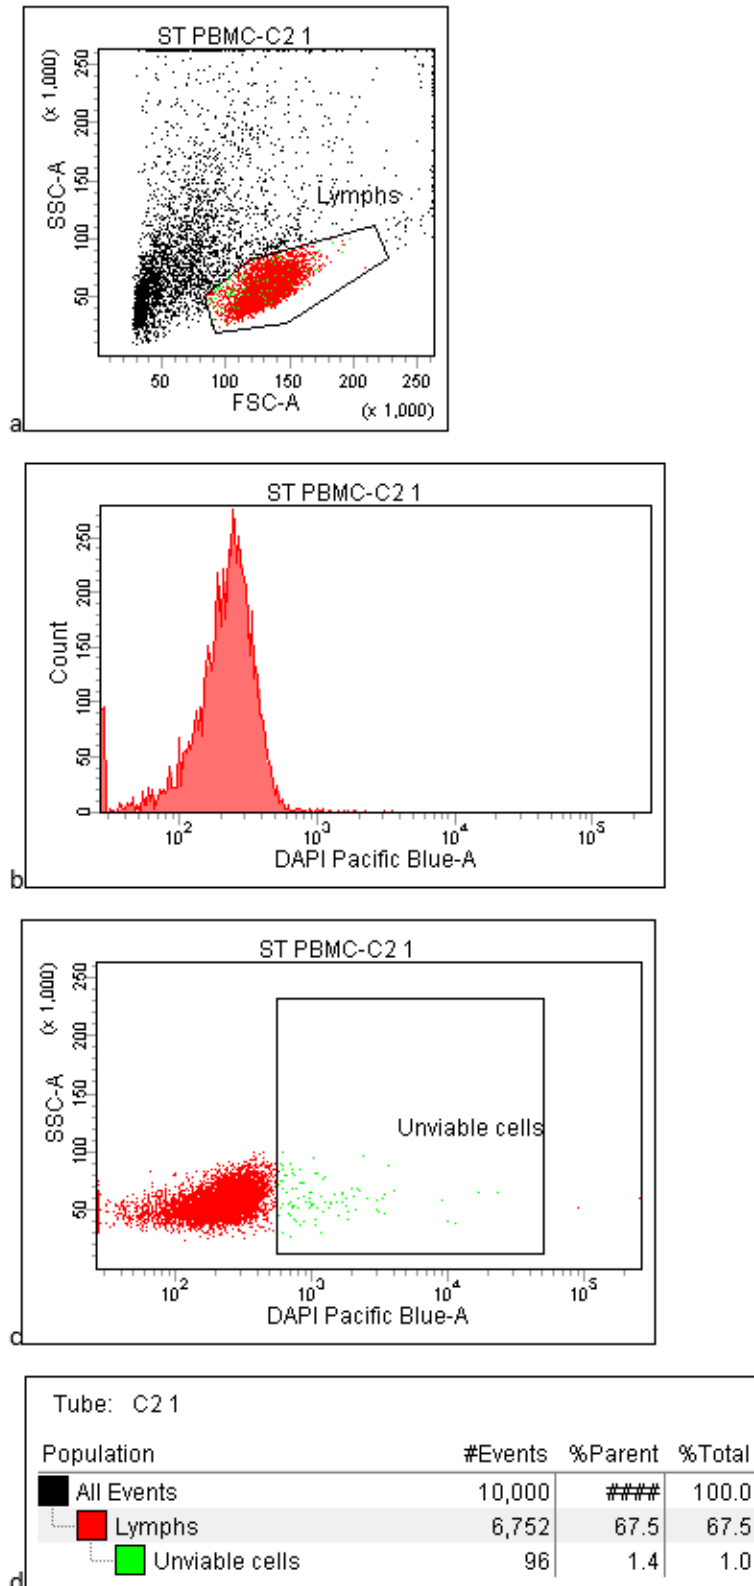 ST PBMC-C2 1
SSC-A
(x 1,000)
50 100 150 200 250
Lymphs
50 100 150 200 250
FSC-A
(x 1,000)
a
ST PBMC-C2 1
Count
0 50 100 150 200 250
10² 10³ 10⁴ 10⁵
DAPI Pacific Blue-A
b
ST PBMC-C2 1
SSC-A
(x 1,000)
50 100 150 200 250
Unviable cells
10² 10³ 10⁴ 10⁵
DAPI Pacific Blue-A
c
Tube: C2 1
Population #Events %Parent %Total
All Events 10,000 #### 100.0
Lymphs 6,752 67.5 67.5
Unviable cells 96 1.4 1.0
d